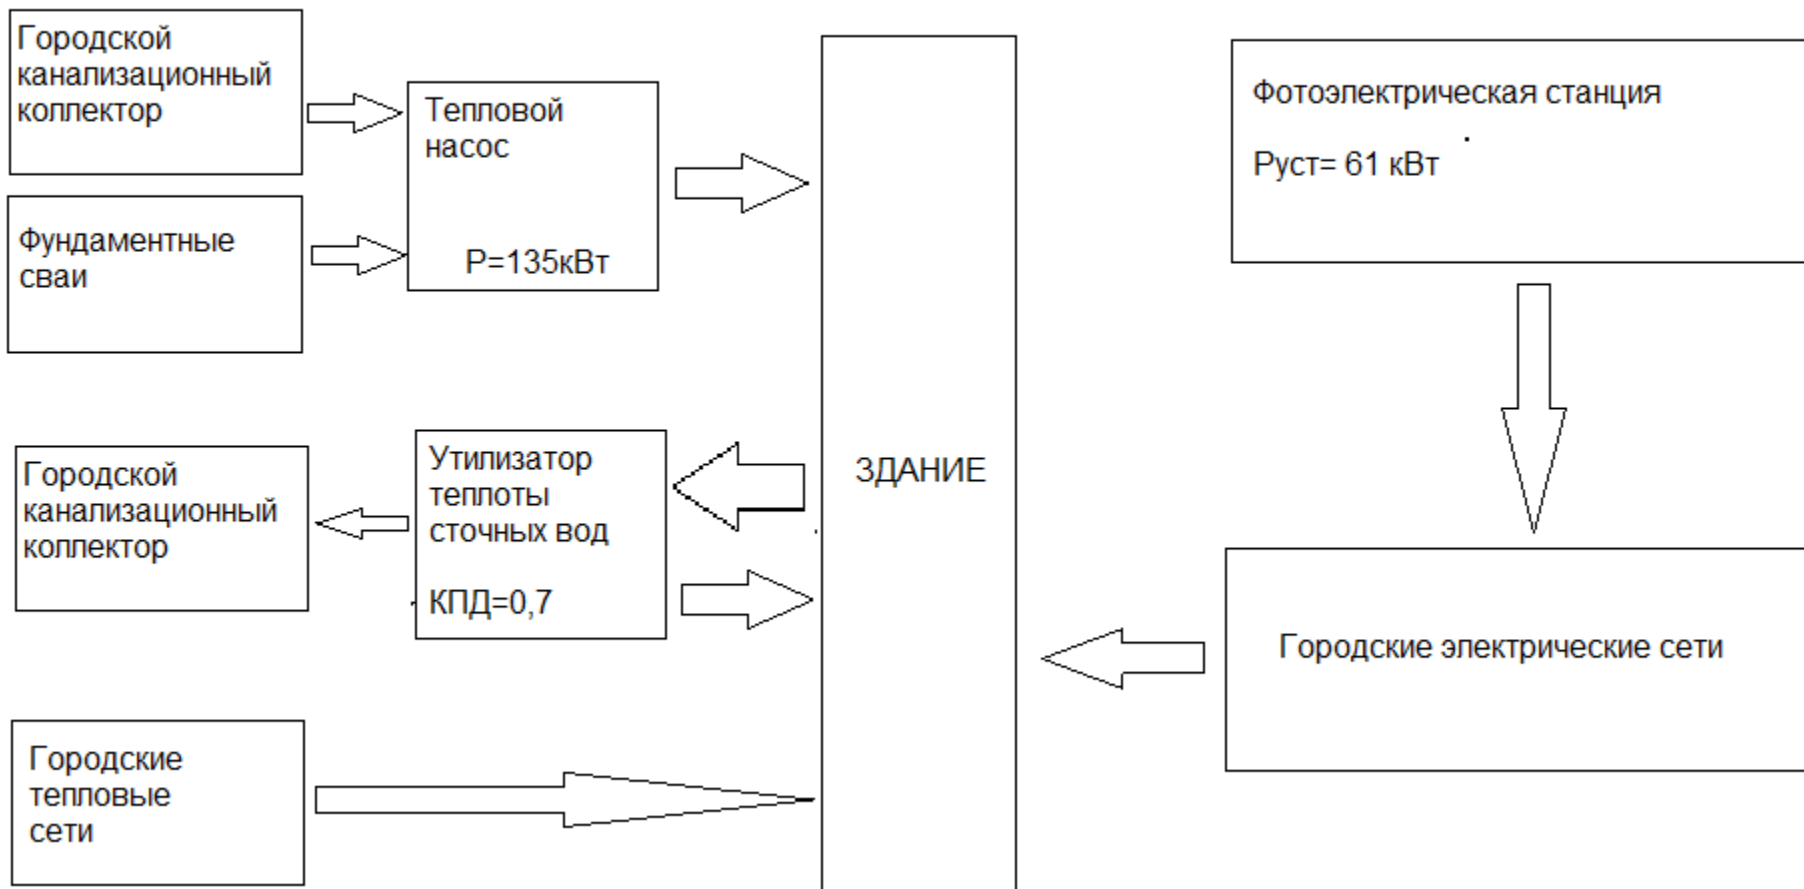 Городской
канализационный
коллектор
Тепловой
насос
Р=135кВт
Фундаментные
сваи
Городской
канализационный
коллектор
Утилизатор
теплоты
сточных вод
КПД=0,7
Городские
тепловые
сети
ЗДАНИЕ
Фотоэлектрическая станция
Руст= 61 кВт
Городские электрические сети